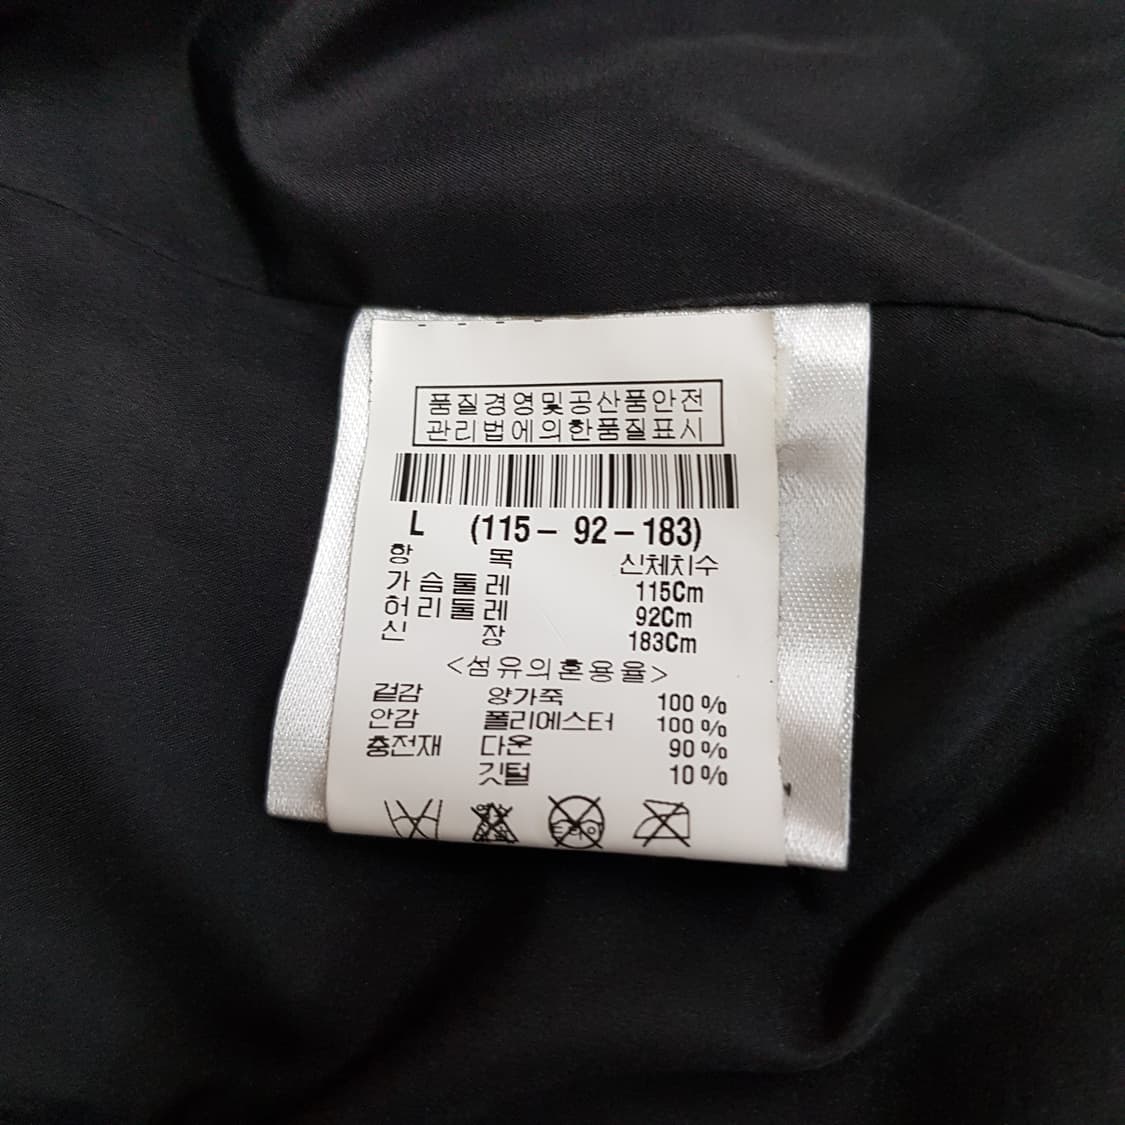 품질경영및공산품안전
관리법에의한품질표시
L (115- 92-183)
항 목 신체치수
가슴둘레 115Cm
허리둘레 92Cm
신 장 183Cm
<섬유의혼용율>
겉감 양가죽 100%
안감 폴리에스터 100%
충전재 다운 90%
깃털 10%